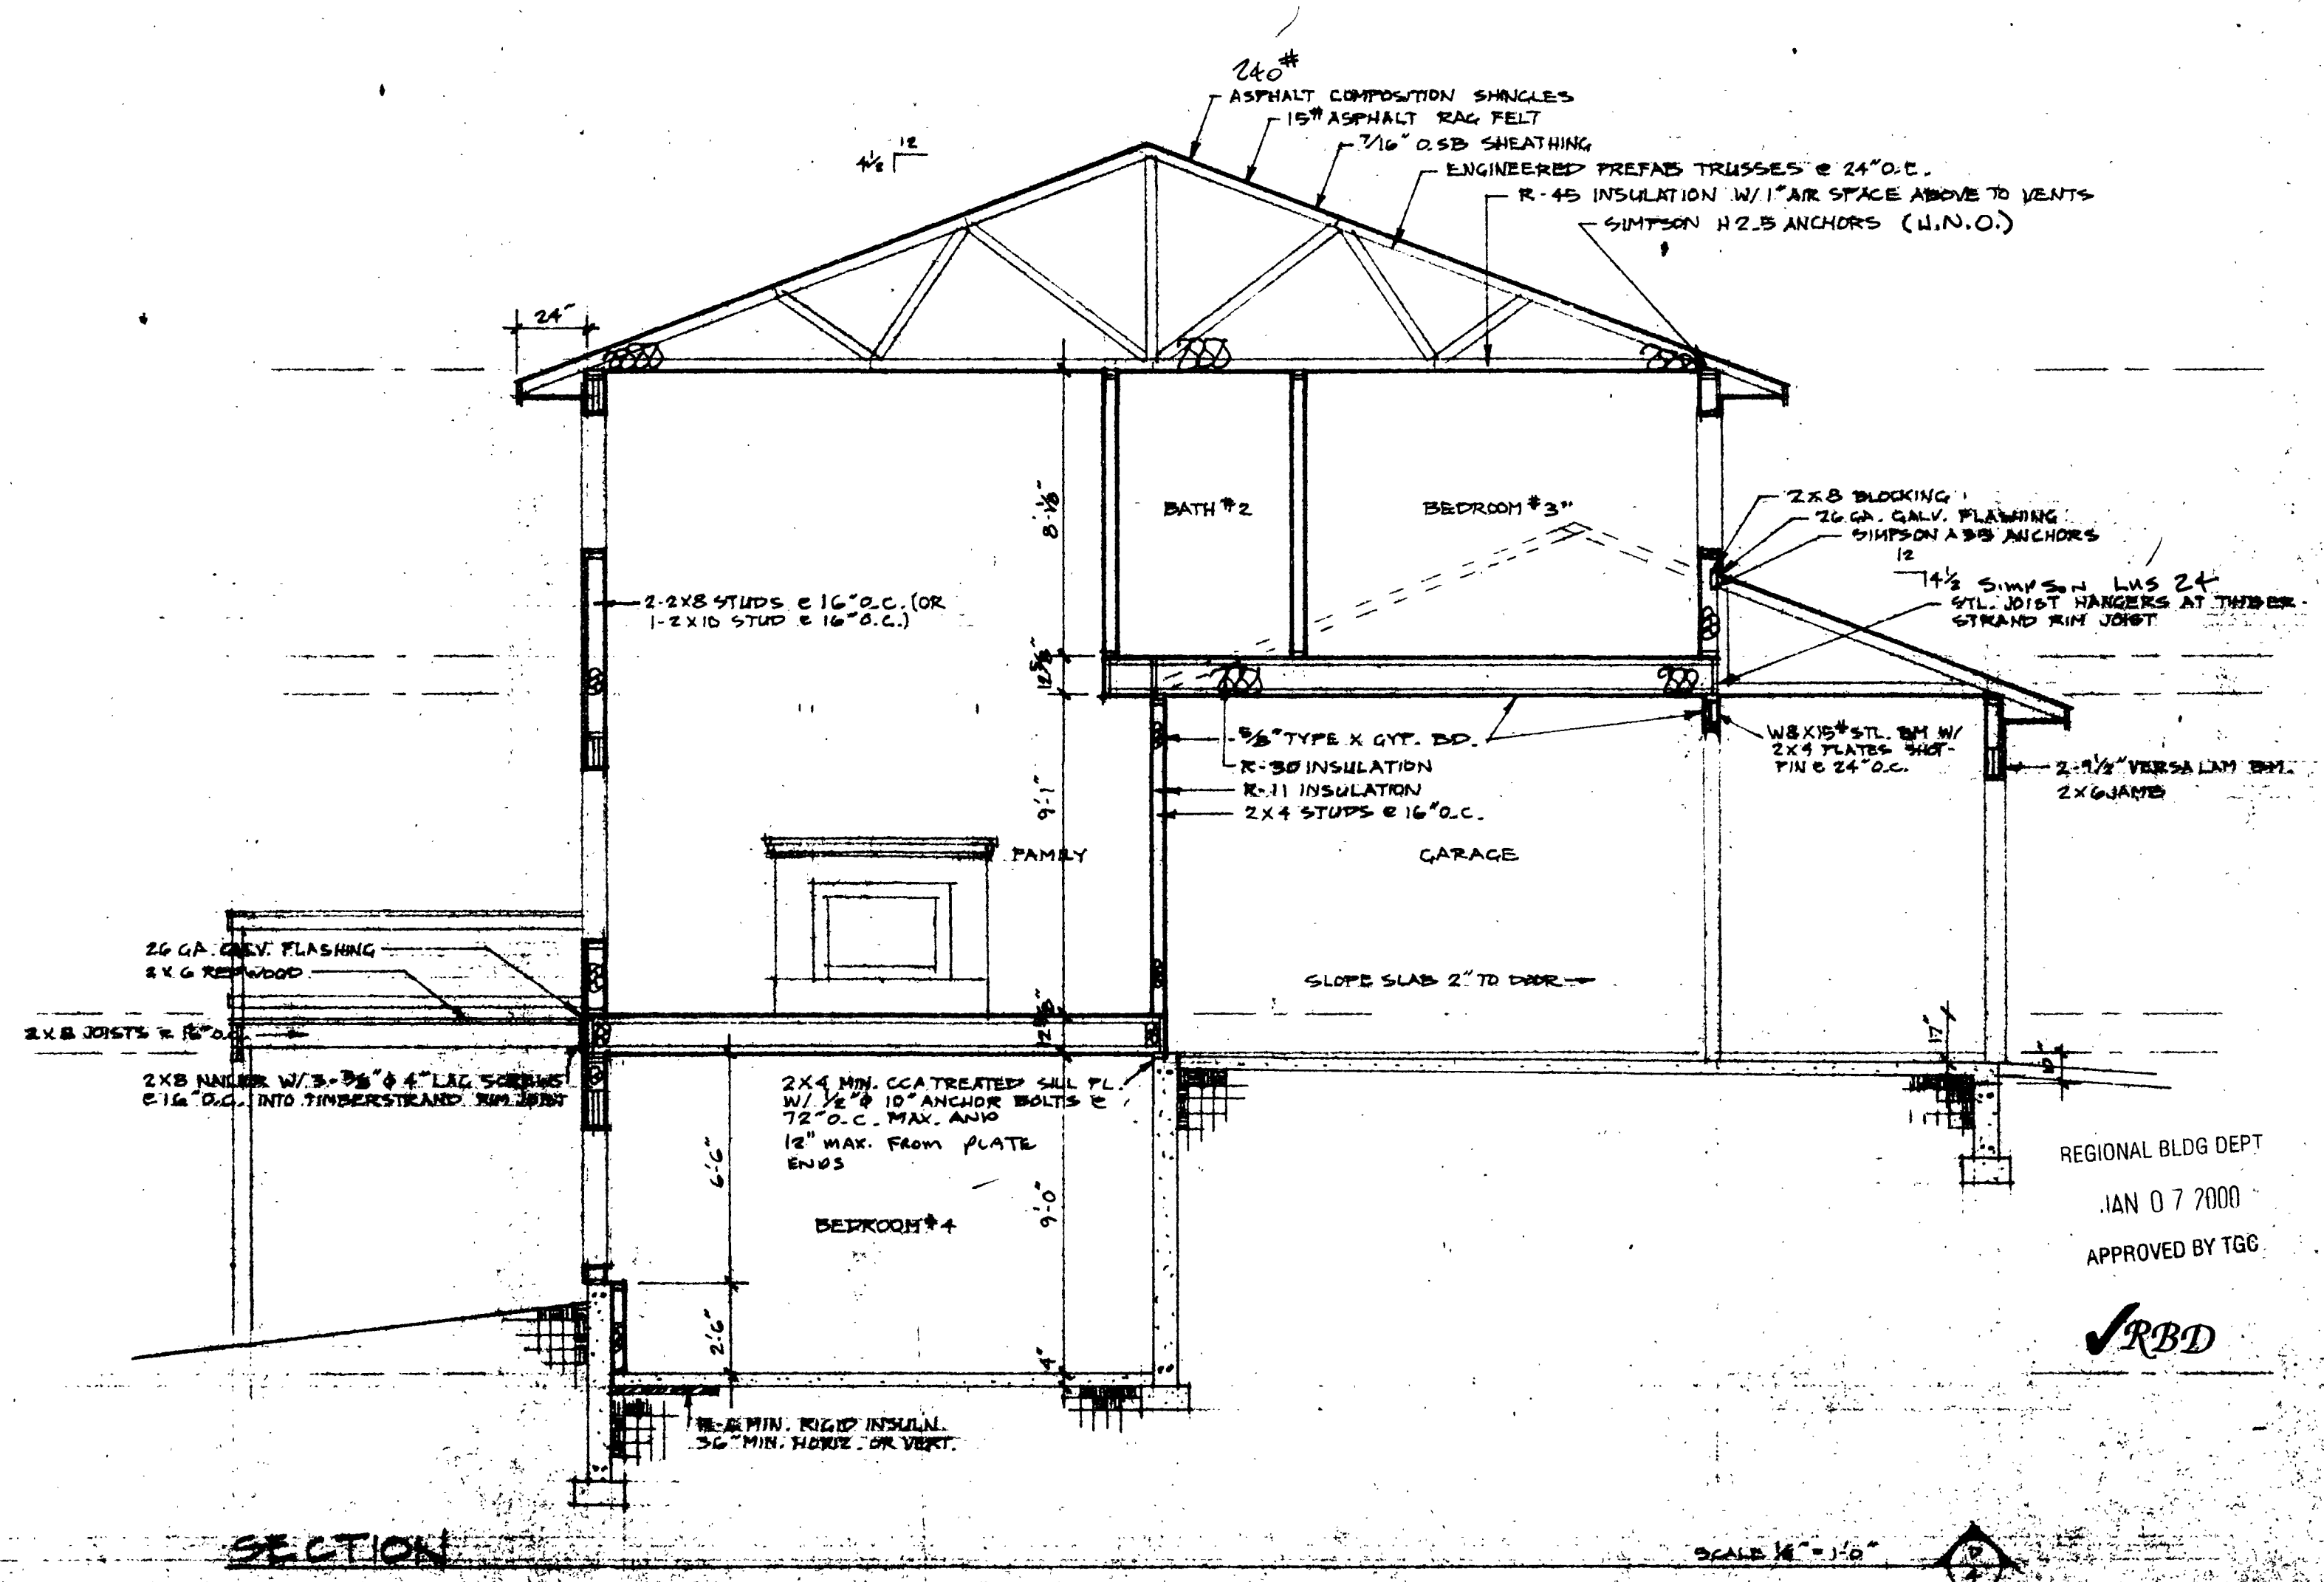 240#
ASPHALT COMPOSITION SHINGLES
15# ASPHALT RAG FELT
7/16" O.SB SHEATHING
ENGINEERED PREFAB TRUSSES @ 24" O.C.
R-45 INSULATION W/ 1" AIR SPACE ABOVE TO VENTS
SIMPSON H2.5 ANCHORS (U.N.O.)
12
4½
24"
8'-1⅛"
BATH #2
BEDROOM #3
2X8 BLOCKING
26 GA. GALV. FLASHING
SIMPSON ANCHORS
12
4½
Simpson LUS 24
STL. JOIST HANGERS AT TIMBER-
STRAND RIM JOIST
2-2X8 STUDS @ 16" O.C. (OR
1-2X10 STUD @ 16" O.C.)
5/8" TYPE X GYP. BD.
R-30 INSULATION
R-11 INSULATION
2X4 STUDS @ 16" O.C.
W8X15# STL. BM W/
2X4 PLATES SHOT-
PIN @ 24" O.C.
2-9½" VERSA LAM BM.
2X6 JAMB
9'-1"
FAMILY
GARAGE
26 GA. GALV. FLASHING
2X6 REDWOOD
SLOPE SLAB 2" TO DOOR
2X8 JOISTS @ 16" O.C.
17"
10"
2X8 NAILER W/ 3-3/8"⌀ 4" LAG SCREWS
@ 16" O.C. INTO TIMBERSTRAND RIM JOIST
2X4 MIN. CCA TREATED SILL PL.
W/ ½"⌀ 10" ANCHOR BOLTS @
72" O.C. MAX. AND
12" MAX. FROM PLATE
ENDS
6'-6"
9'-0"
BEDROOM #4
2'-6"
4"
MIN. RIGID INSULN.
36" MIN. HORIZ. OR VERT.
REGIONAL BLDG DEPT
JAN 07 2000
APPROVED BY TGC
RBD
SECTION
SCALE ¼" = 1'-0"